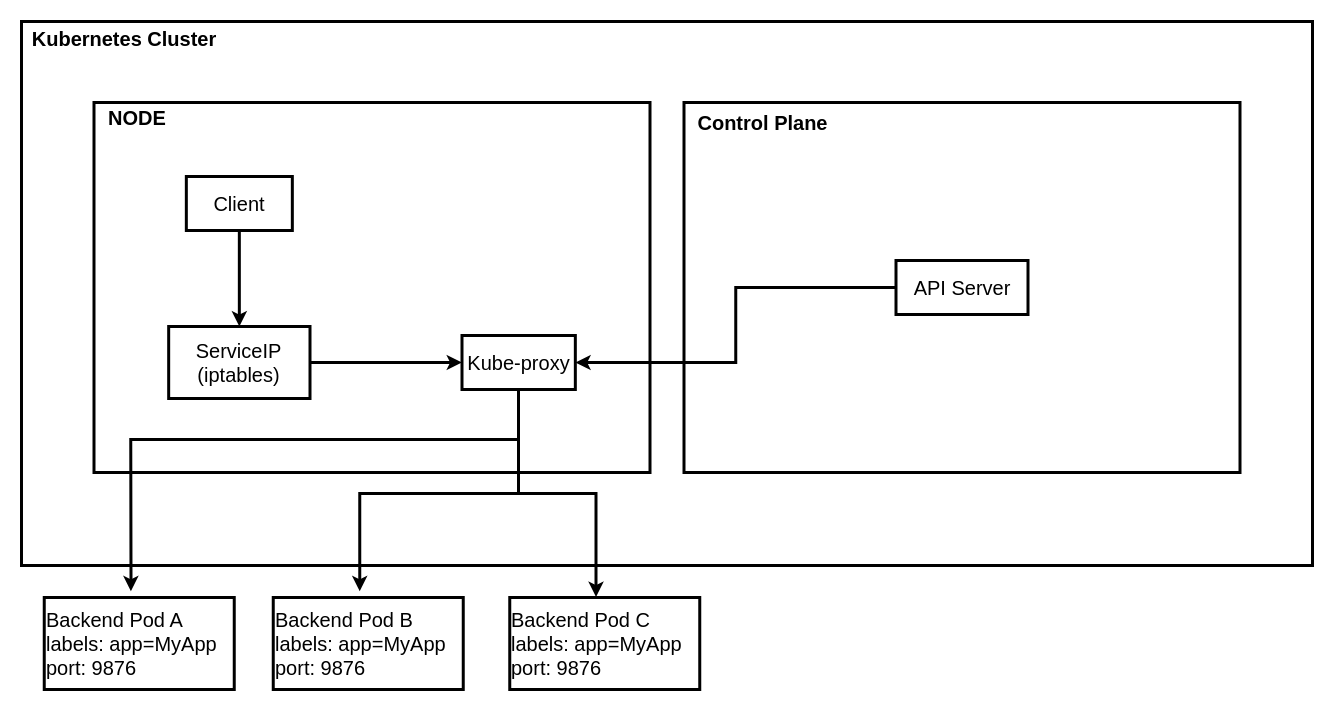 Kubernetes Cluster
NODE
Control Plane
Client
API Server
ServiceIP
(iptables)
Kube-proxy
Backend Pod A
labels: app=MyApp
port: 9876
Backend Pod B
labels: app=MyApp
port: 9876
Backend Pod C
labels: app=MyApp
port: 9876